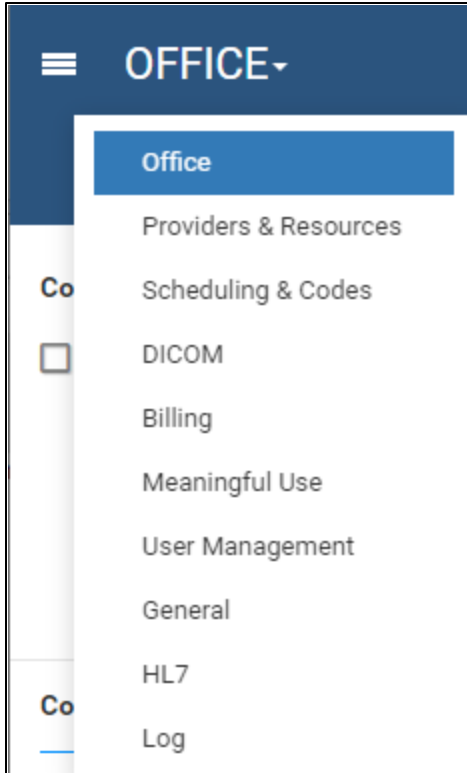 OFFICE
Office
Providers & Resources
Co
Scheduling & Codes
DICOM
Billing
Meaningful Use
User Management
General
HL7
Co
Log